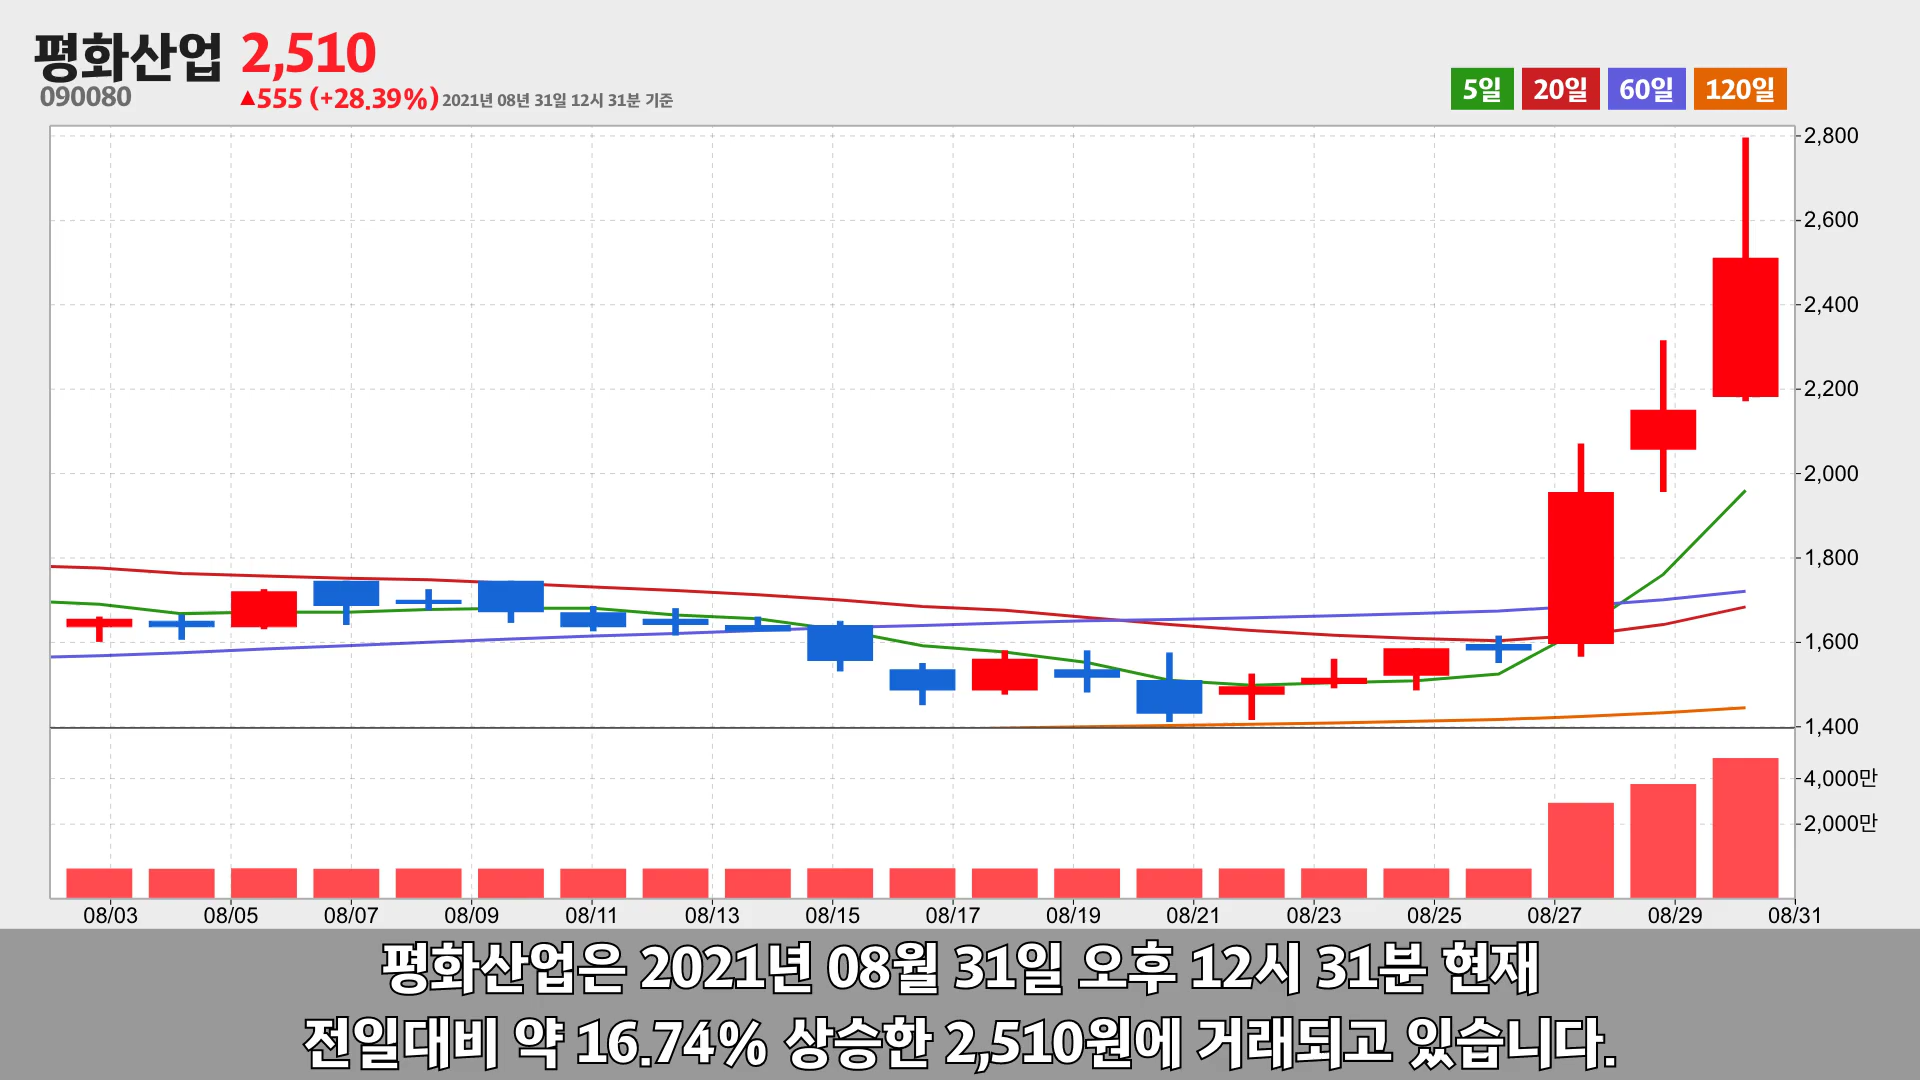 평화산업 2,510
090080
▲555 (+28.39%) 2021년 08년 31일 12시 31분 기준
5일 20일 60일 120일
2,800
2,600
2,400
2,200
2,000
1,800
1,600
1,400
4,000만
2,000만
08/03 08/05 08/07 08/09 08/11 08/13 08/15 08/17 08/19 08/21 08/23 08/25 08/27 08/29 08/31
평화산업은 2021년 08월 31일 오후 12시 31분 현재
전일대비 약 16.74% 상승한 2,510원에 거래되고 있습니다.